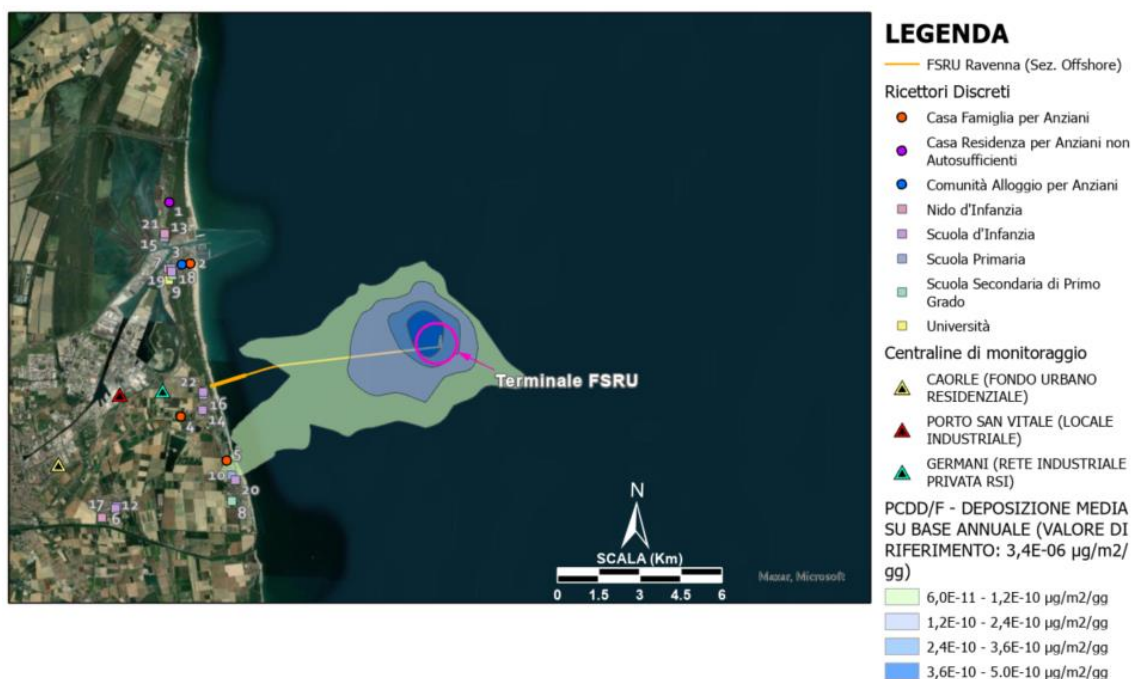 21
13
15
1
3
2
7
19
18
9
22
16
4
14
5
10
20
8
17
12
6
Terminale FSRU
N
SCALA (Km)
0 1.5 3 4.5 6
Maxar, Microsoft
LEGENDA
FSRU Ravenna (Sez. Offshore)
Ricettori Discreti
Casa Famiglia per Anziani
Casa Residenza per Anziani non
Autosufficienti
Comunità Alloggio per Anziani
Nido d'Infanzia
Scuola d'Infanzia
Scuola Primaria
Scuola Secondaria di Primo
Grado
Università
Centraline di monitoraggio
CAORLE (FONDO URBANO
RESIDENZIALE)
PORTO SAN VITALE (LOCALE
INDUSTRIALE)
GERMANI (RETE INDUSTRIALE
PRIVATA RSI)
PCDD/F - DEPOSIZIONE MEDIA
SU BASE ANNUALE (VALORE DI
RIFERIMENTO: 3,4E-06 µg/m2/
gg)
6,0E-11 - 1,2E-10 µg/m2/gg
1,2E-10 - 2,4E-10 µg/m2/gg
2,4E-10 - 3,6E-10 µg/m2/gg
3,6E-10 - 5.0E-10 µg/m2/gg